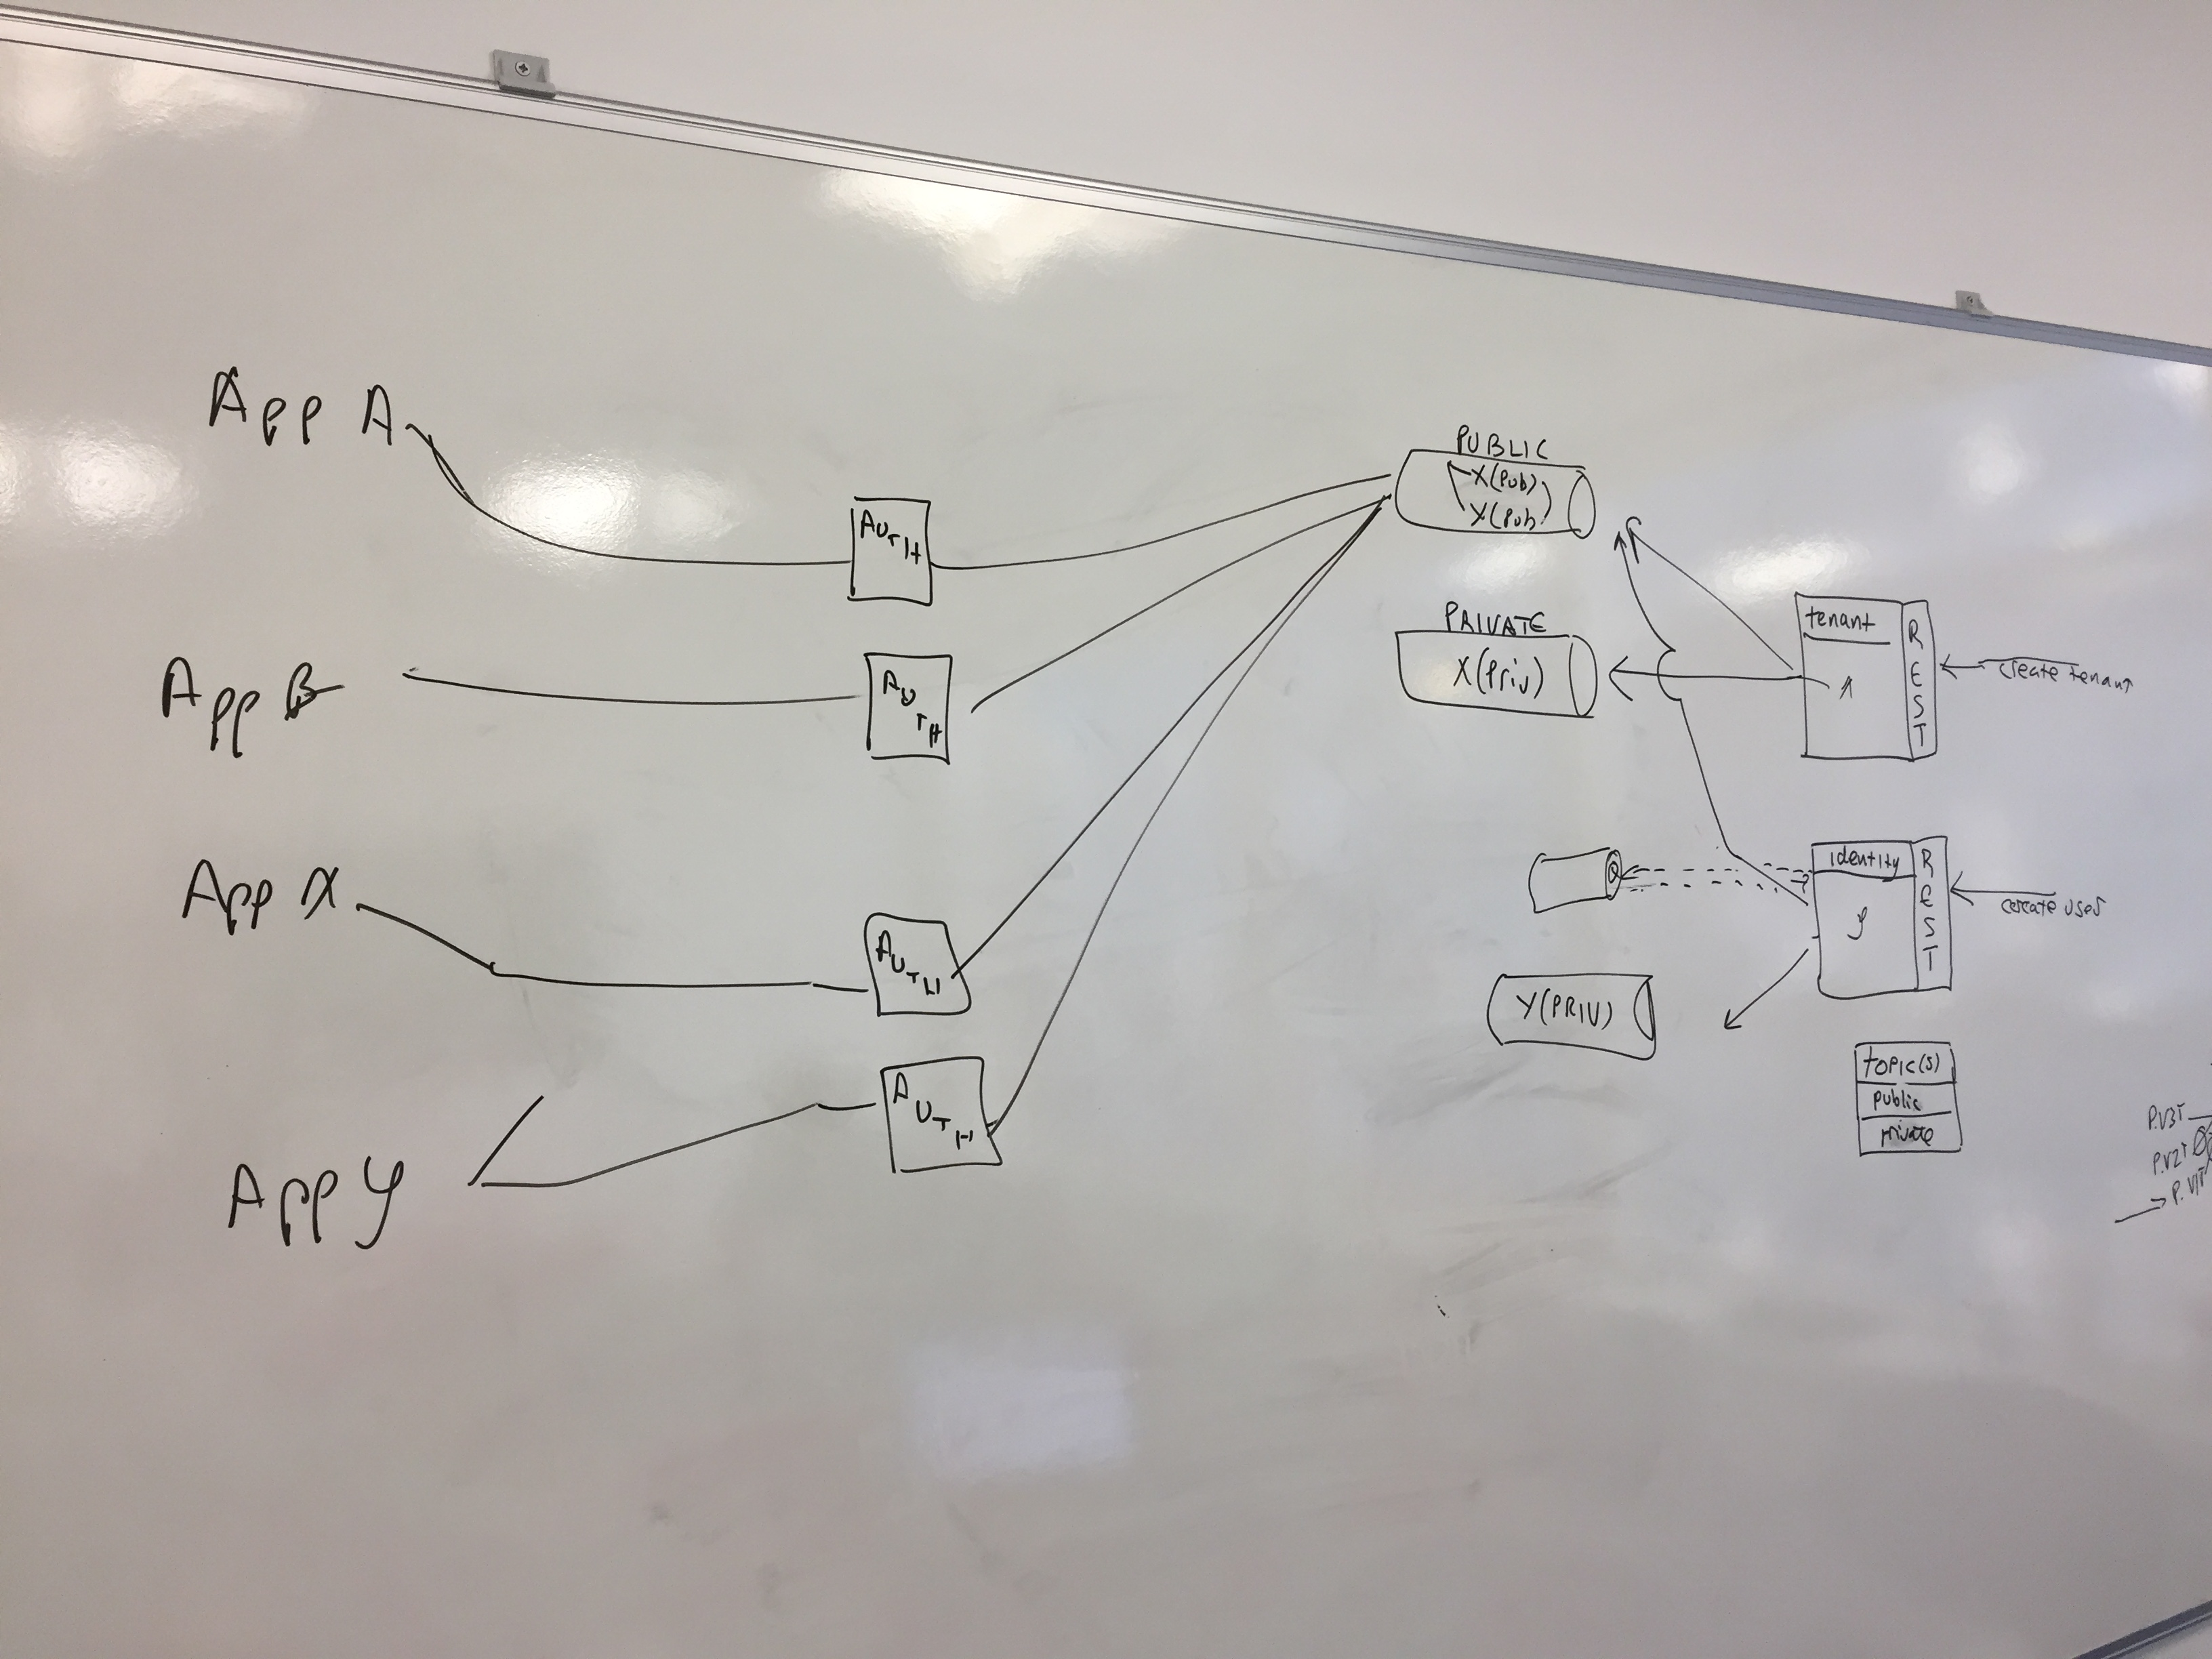 App A
AUTH
App B
AUTH
App X
AUTH
App Y
AUTH
PUBLIC
X(Pub)
Y(Pub)
PRIVATE
X(Priv)
Y(PRIV)
tenant
REST
create tenant
identity
y
REST
create user
TOPIC(S)
public
private
P.V3T
P.V2T
P.V1T